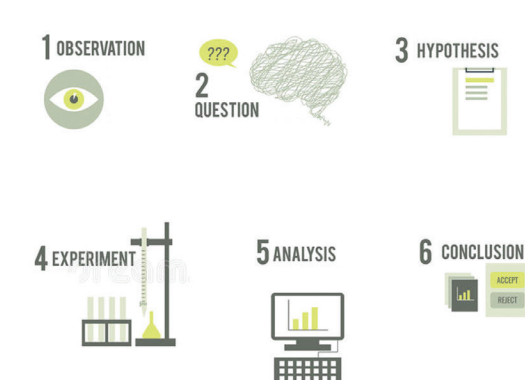 1 OBSERVATION
???
2
QUESTION
3 HYPOTHESIS
4 EXPERIMENT
5 ANALYSIS
6 CONCLUSION
ACCEPT
REJECT